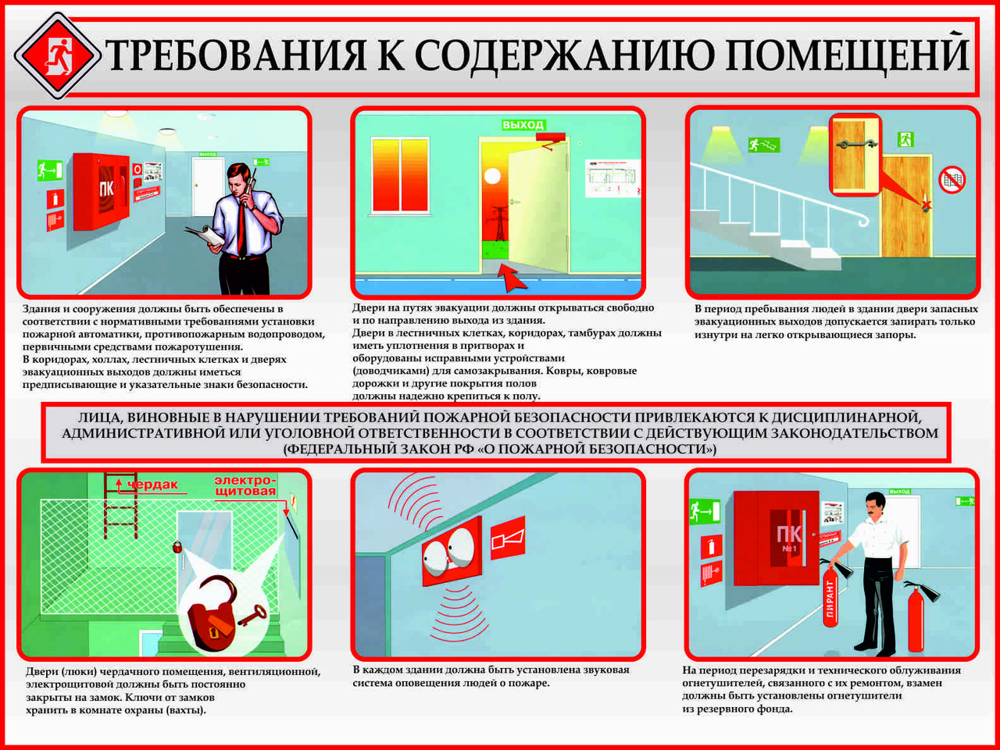 ТРЕБОВАНИЯ К СОДЕРЖАНИЮ ПОМЕЩЕНЙ
ПК
ВЫХОД
ВЫХОД
Здания и сооружения должны быть обеспечены в
соответствии с нормативными требованиями установки
пожарной автоматики, противопожарным водопроводом,
первичными средствами пожаротушения.
В коридорах, холлах, лестничных клетках и дверях
эвакуационных выходов должны иметься
предписывающие и указательные знаки безопасности.
Двери на путях эвакуации должны открываться свободно
и по направлению выхода из здания.
Двери в лестничных клетках, коридорах, тамбурах должны
иметь уплотнения в притворах и
оборудованы исправными устройствами
(доводчиками) для самозакрывания. Ковры, ковровые
дорожки и другие покрытия полов
должны надежно крепиться к полу.
В период пребывания людей в здании двери запасных
эвакуационных выходов допускается запирать только
изнутри на легко открывающиеся запоры.
ЛИЦА, ВИНОВНЫЕ В НАРУШЕНИИ ТРЕБОВАНИЙ ПОЖАРНОЙ БЕЗОПАСНОСТИ ПРИВЛЕКАЮТСЯ К ДИСЦИПЛИНАРНОЙ,
АДМИНИСТРАТИВНОЙ ИЛИ УГОЛОВНОЙ ОТВЕТСТВЕННОСТИ В СООТВЕТСТВИИ С ДЕЙСТВУЮЩИМ ЗАКОНОДАТЕЛЬСТВОМ
(ФЕДЕРАЛЬНЫЙ ЗАКОН РФ «О ПОЖАРНОЙ БЕЗОПАСНОСТИ»)
чердак
электро-
щитовая
ПК
№1
ВЫХОД
ПИРАНТ
Двери (люки) чердачного помещения, вентиляционной,
электрощитовой должны быть постоянно
закрыты на замок. Ключи от замков
хранить в комнате охраны (вахты).
В каждом здании должна быть установлена звуковая
система оповещения людей о пожаре.
На период перезарядки и технического облуживания
огнетушителей, связанного с их ремонтом, взамен
должны быть установлены огнетушители
из резервного фонда.